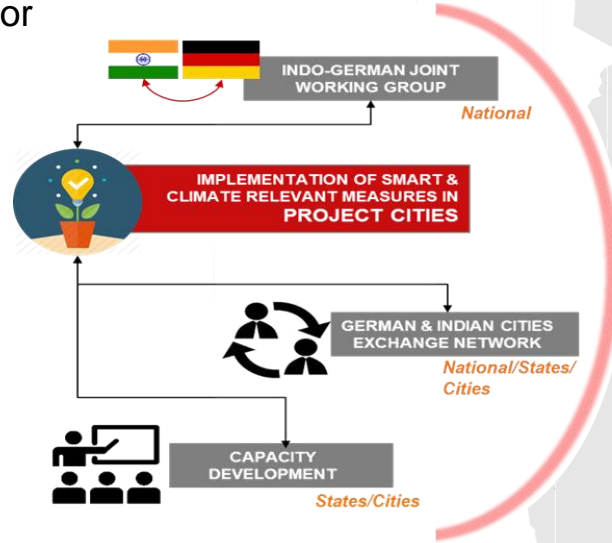 or
INDO-GERMAN JOINT
WORKING GROUP
National
IMPLEMENTATION OF SMART &
CLIMATE RELEVANT MEASURES IN
PROJECT CITIES
GERMAN & INDIAN CITIES
EXCHANGE NETWORK
National/States/
Cities
CAPACITY
DEVELOPMENT
States/Cities